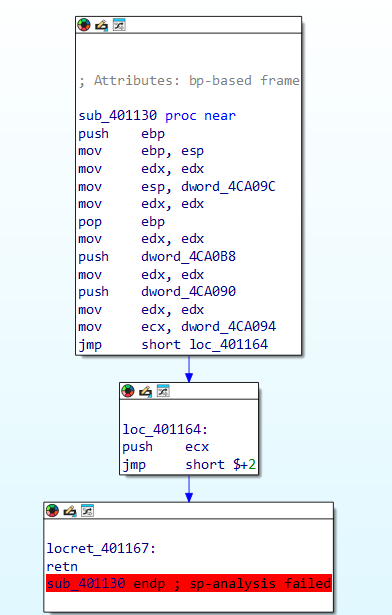 ; Attributes: bp-based frame
sub_401130 proc near
push ebp
mov ebp, esp
mov edx, edx
mov esp, dword_4CA09C
mov edx, edx
pop ebp
mov edx, edx
push dword_4CA0B8
mov edx, edx
push dword_4CA090
mov edx, edx
mov ecx, dword_4CA094
jmp short loc_401164
loc_401164:
push ecx
jmp short $+2
locret_401167:
retn
sub_401130 endp ; sp-analysis failed